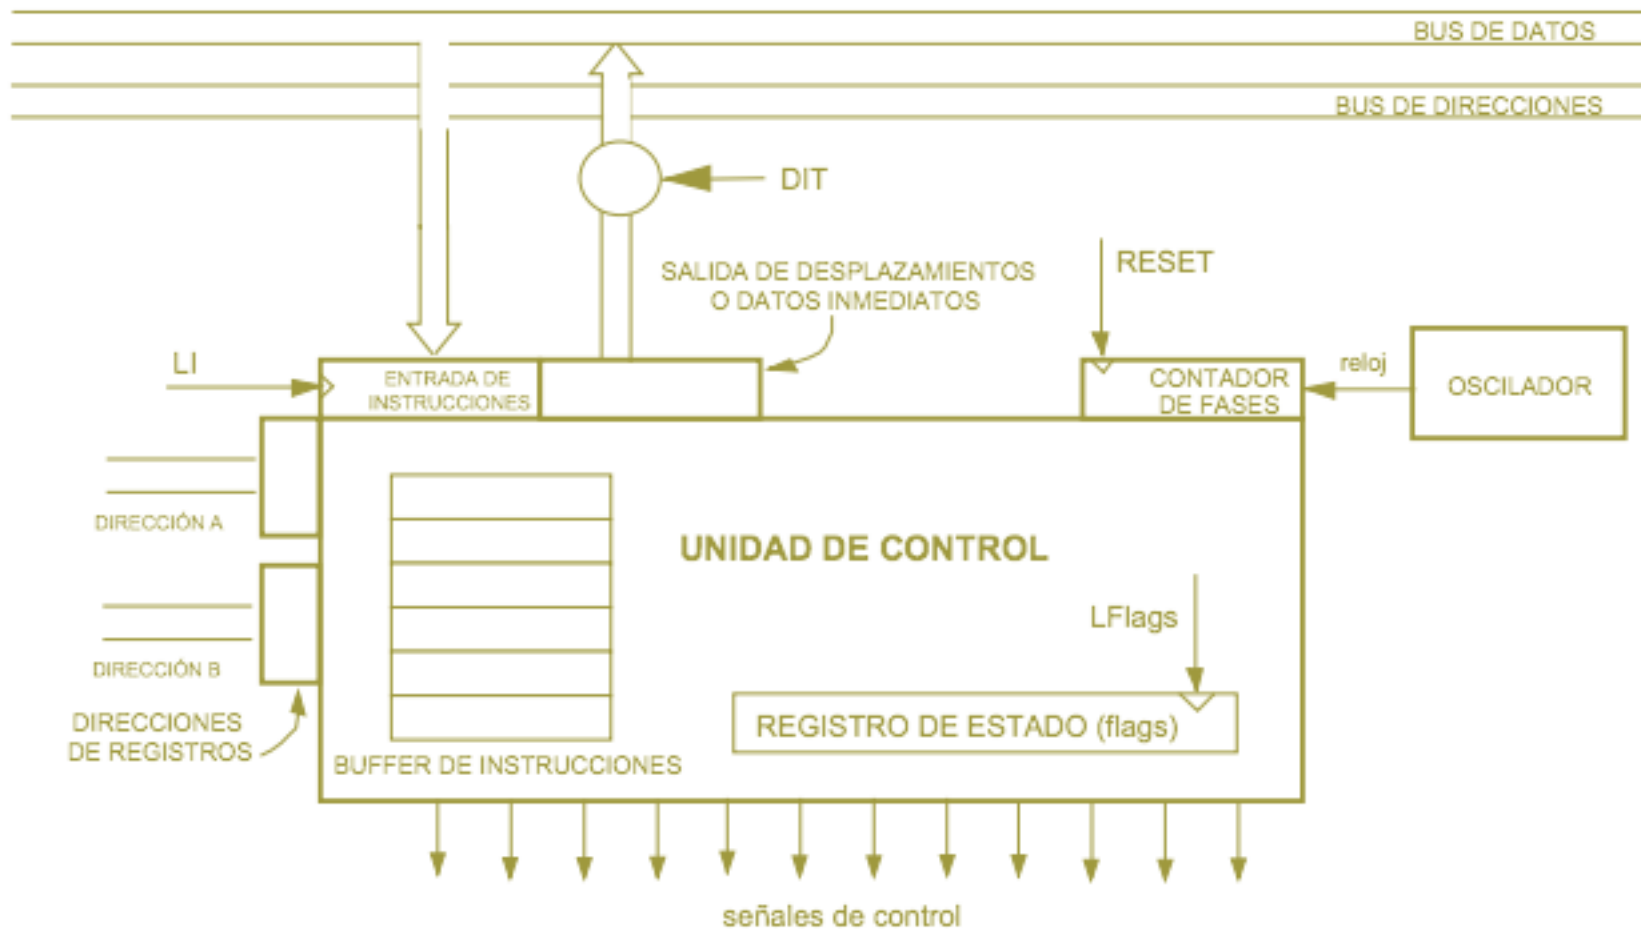 BUS DE DATOS
BUS DE DIRECCIONES
DIT
RESET
SALIDA DE DESPLAZAMIENTOS
O DATOS INMEDIATOS
LI
ENTRADA DE
INSTRUCCIONES
CONTADOR
DE FASES
reloj
OSCILADOR
DIRECCIÓN A
UNIDAD DE CONTROL
LFlags
DIRECCIÓN B
DIRECCIONES
DE REGISTROS
REGISTRO DE ESTADO (flags)
BUFFER DE INSTRUCCIONES
señales de control